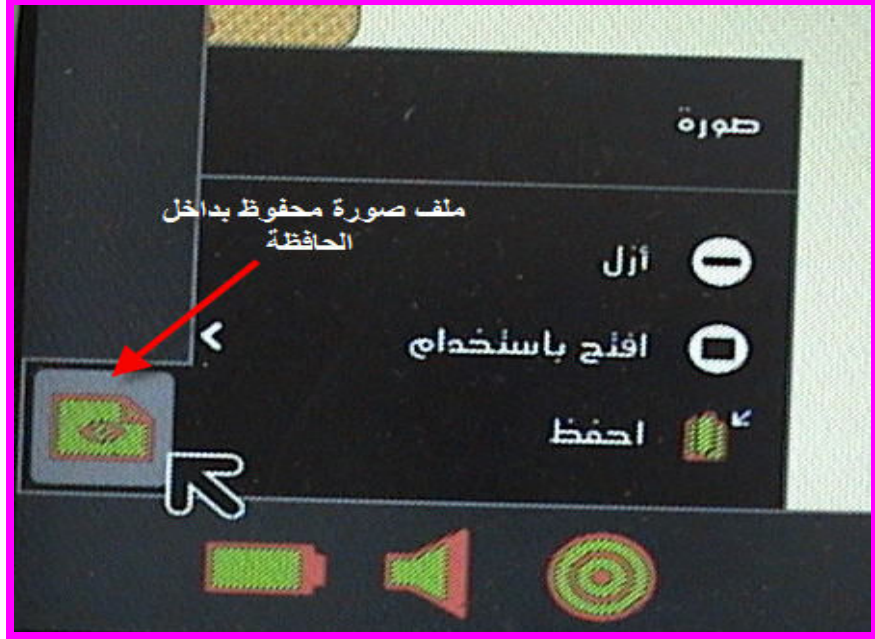 صورة
ملف صورة محفوظ بداخل
الحافظة
أزل
افتح باستخدام
احفظ